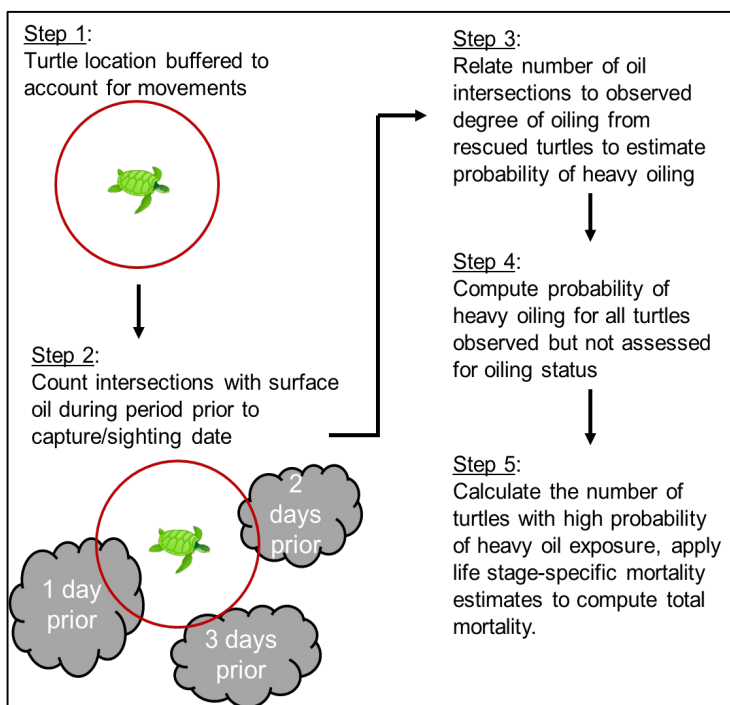 Step 1:
Turtle location buffered to
account for movements
Step 2:
Count intersections with surface
oil during period prior to
capture/sighting date
1 day
prior
2
days
prior
3 days
prior
Step 3:
Relate number of oil
intersections to observed
degree of oiling from
rescued turtles to estimate
probability of heavy oiling
Step 4:
Compute probability of
heavy oiling for all turtles
observed but not assessed
for oiling status
Step 5:
Calculate the number of
turtles with high probability
of heavy oil exposure, apply
life stage-specific mortality
estimates to compute total
mortality.